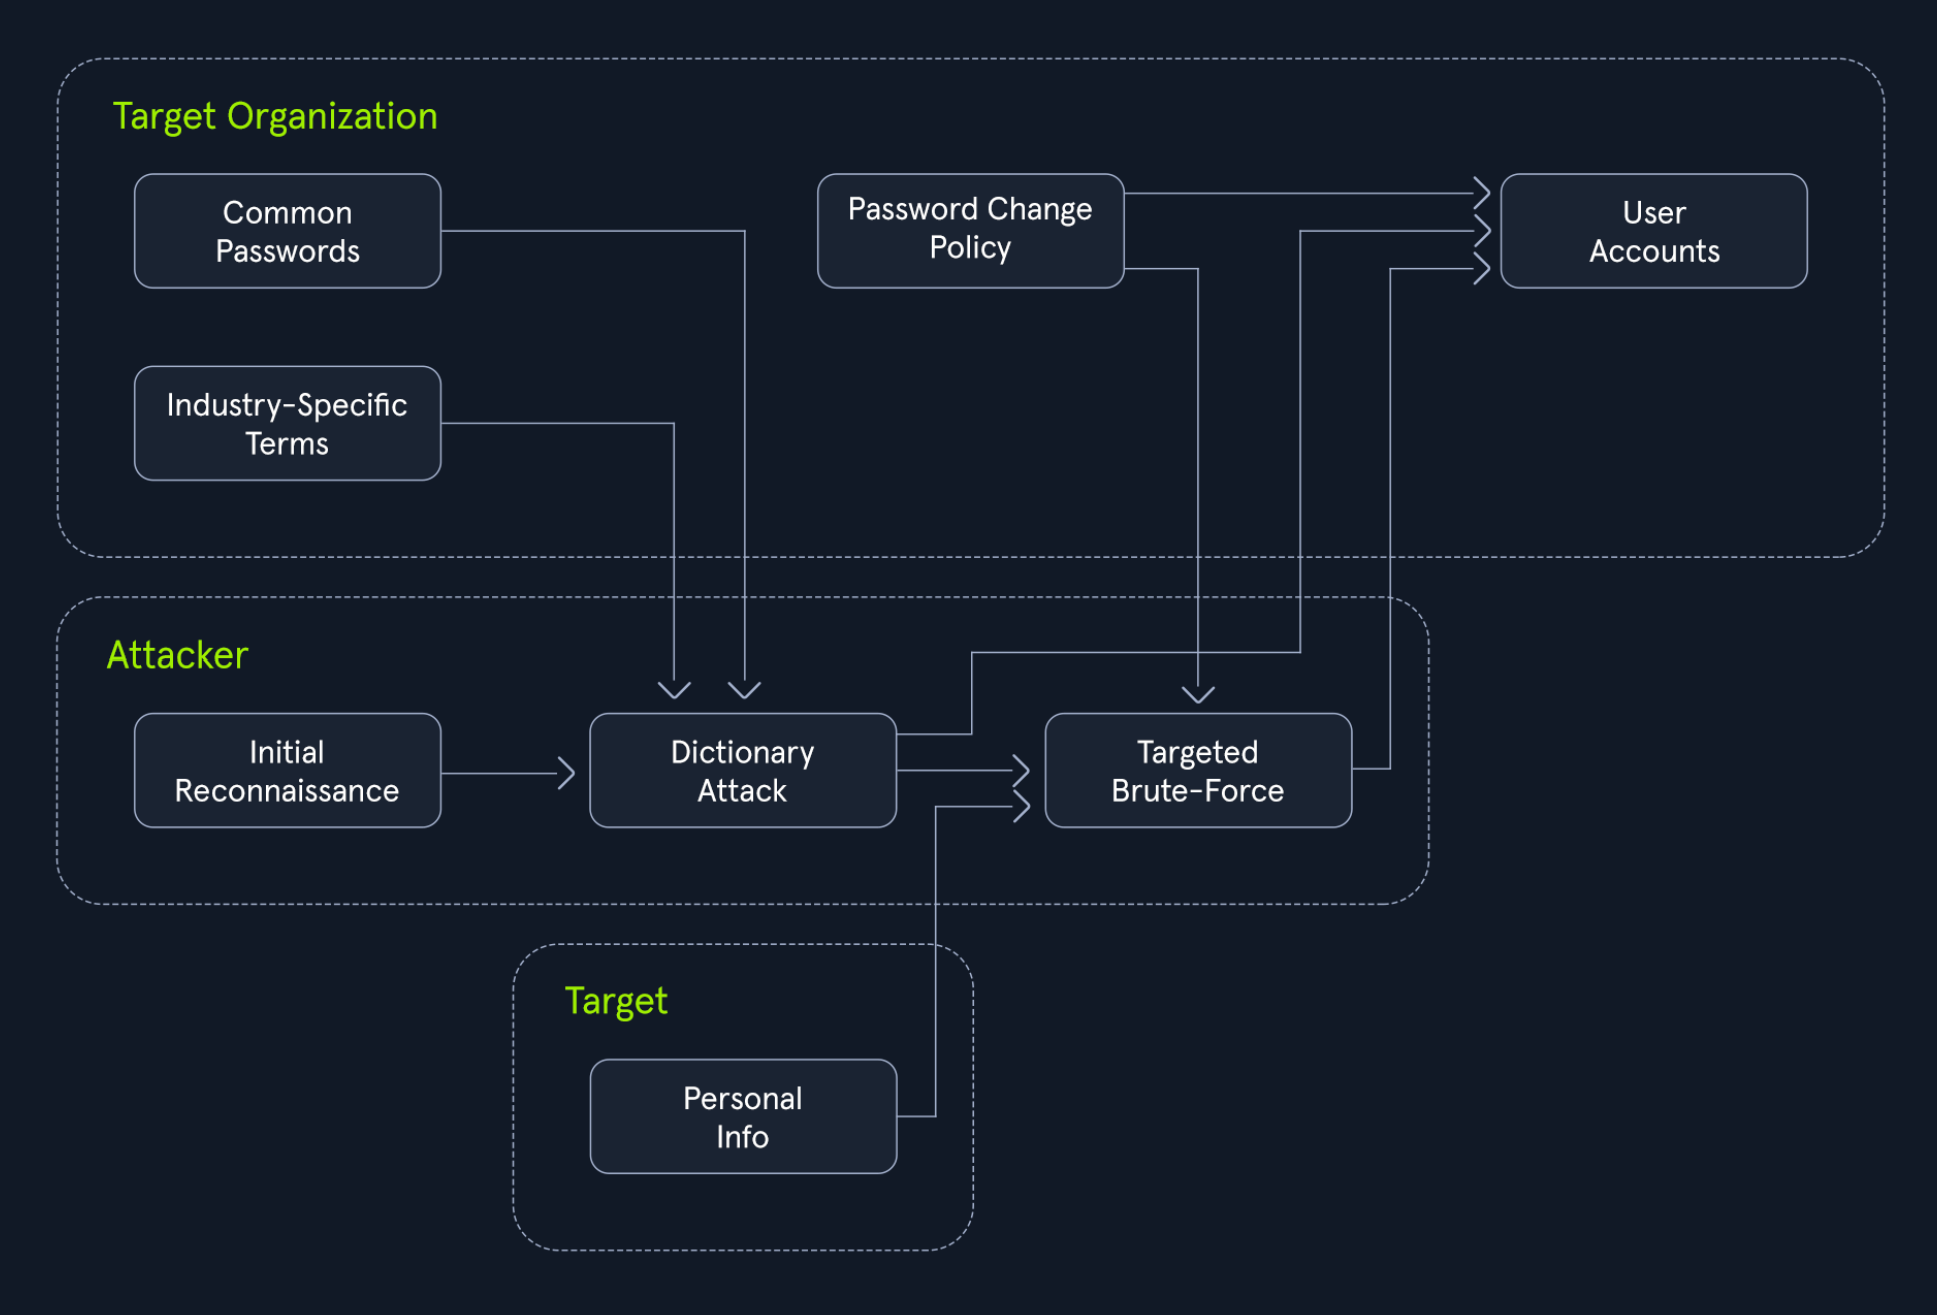 Target Organization
Common
Passwords
Password Change
Policy
User
Accounts
Industry-Specific
Terms
Attacker
Initial
Reconnaissance
Dictionary
Attack
Targeted
Brute-Force
Target
Personal
Info